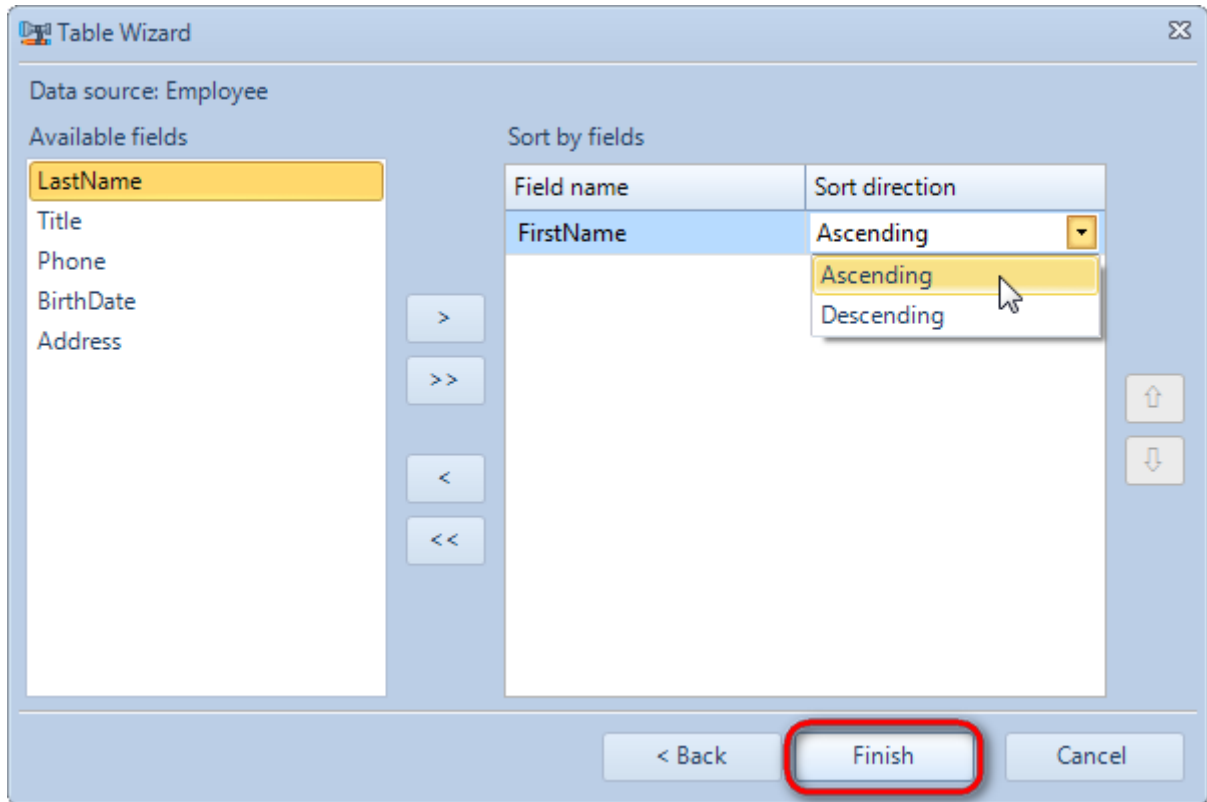 Table Wizard
Data source: Employee
Available fields
LastName
Title
Phone
BirthDate
Address
>
>>
<
<<
Sort by fields
Field name Sort direction
FirstName Ascending
Ascending
Descending
< Back Finish Cancel